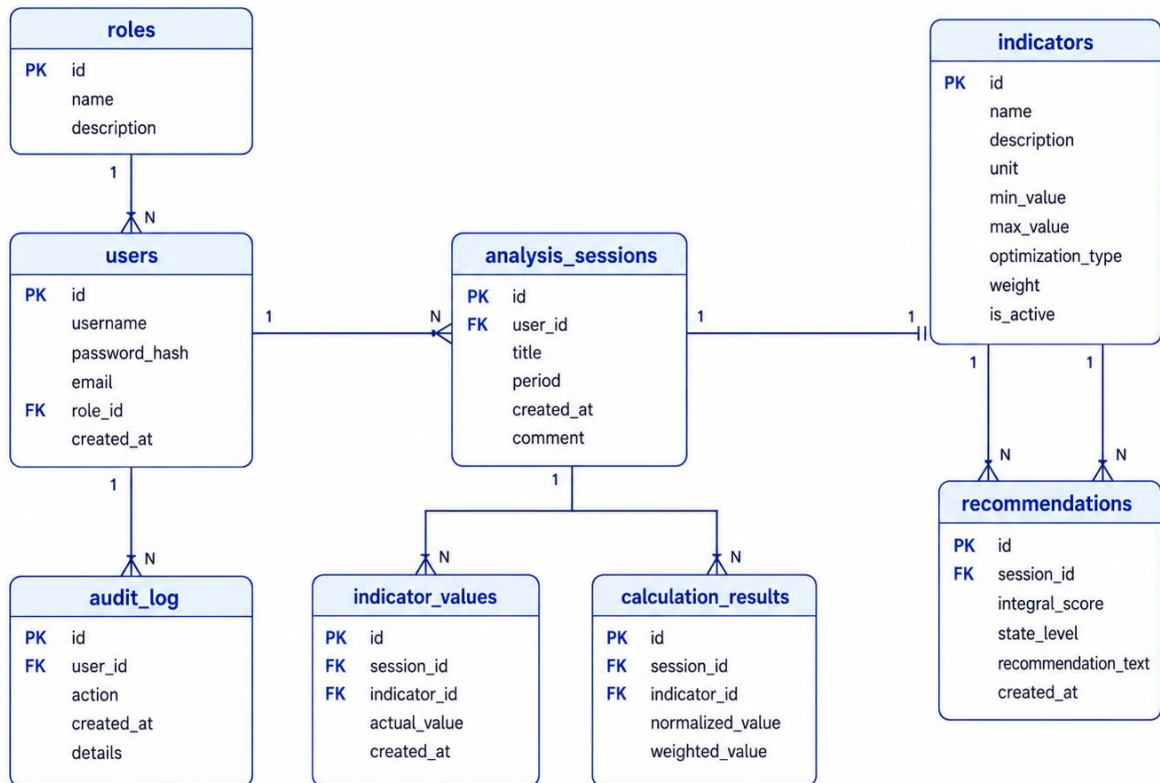 roles
PK id
name
description
1
N
users
PK id
username
password_hash
email
FK role_id
created_at
1
N
1
N
audit_log
PK id
FK user_id
action
created_at
details
analysis_sessions
PK id
FK user_id
title
period
created_at
comment
1
1
1
N
N
indicator_values
PK id
FK session_id
FK indicator_id
actual_value
created_at
calculation_results
PK id
FK session_id
FK indicator_id
normalized_value
weighted_value
indicators
PK id
name
description
unit
min_value
max_value
optimization_type
weight
is_active
1
1
N
N
recommendations
PK id
FK session_id
integral_score
state_level
recommendation_text
created_at